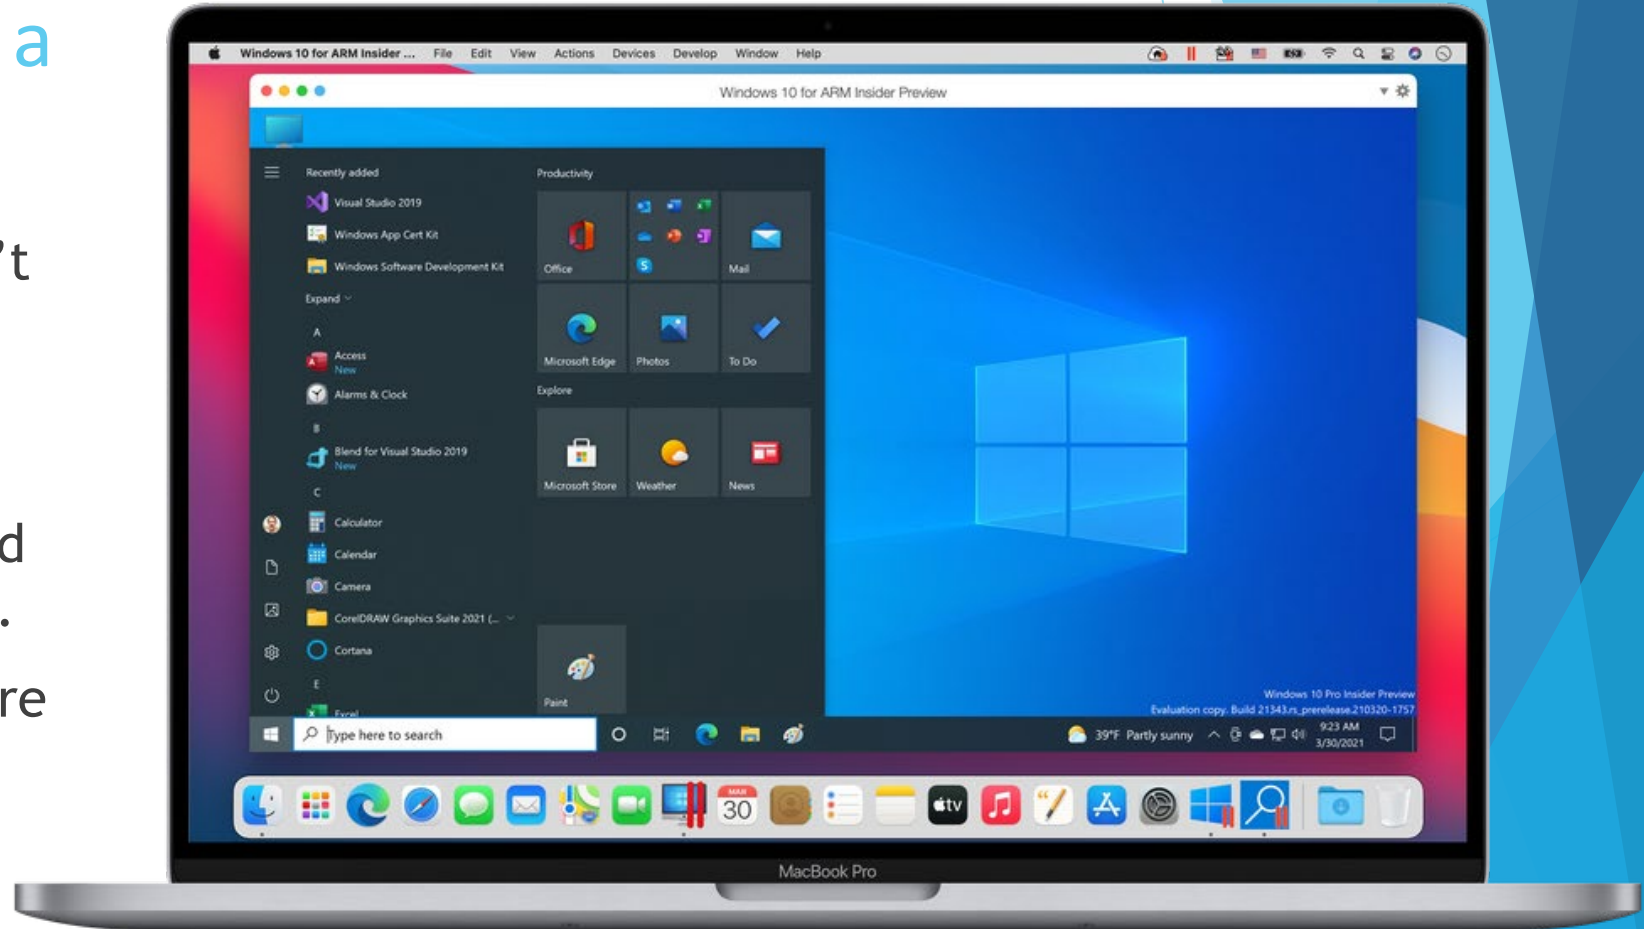 a
't
d
.
re
Windows 10 for ARM Insider ... File Edit View Actions Devices Develop Window Help
Windows 10 for ARM Insider Preview
Recently added
Visual Studio 2019
Windows App Cert Kit
Windows Software Development Kit
Expand
A
Access
New
Alarms & Clock
B
Blend for Visual Studio 2019
New
C
Calculator
Calendar
Camera
CorelDRAW Graphics Suite 2021 (...
Cortana
E
Excel
Productivity
Office
Mail
Microsoft Edge Photos To Do
Explore
Microsoft Store Weather News
Paint
Windows 10 Pro Insider Preview
Evaluation copy. Build 21343.rs_prerelease.210320-1757
Type here to search
39°F Partly sunny
9:23 AM
3/30/2021
MAR
30
tv
MacBook Pro